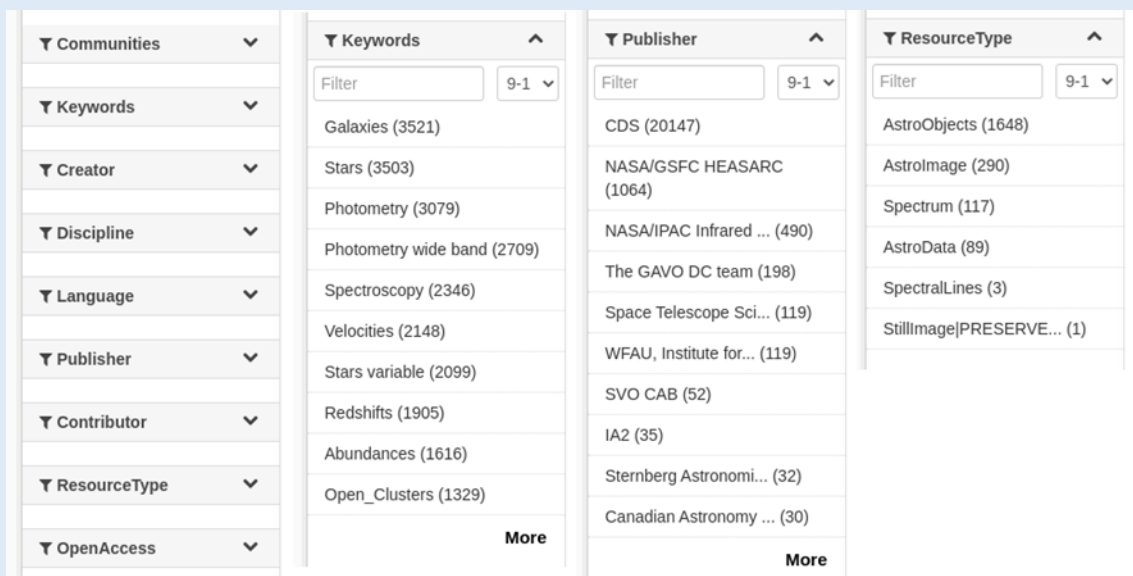 Communities
Keywords
Creator
Discipline
Language
Publisher
Contributor
ResourceType
OpenAccess
Keywords
Filter
9-1
Galaxies (3521)
Stars (3503)
Photometry (3079)
Photometry wide band (2709)
Spectroscopy (2346)
Velocities (2148)
Stars variable (2099)
Redshifts (1905)
Abundances (1616)
Open_Clusters (1329)
More
Publisher
Filter
9-1
CDS (20147)
NASA/GSFC HEASARC
(1064)
NASA/IPAC Infrared ... (490)
The GAVO DC team (198)
Space Telescope Sci... (119)
WFAU, Institute for... (119)
SVO CAB (52)
IA2 (35)
Sternberg Astronomi... (32)
Canadian Astronomy ... (30)
More
ResourceType
Filter
9-1
AstroObjects (1648)
AstroImage (290)
Spectrum (117)
AstroData (89)
SpectralLines (3)
StillImage|PRESERVE... (1)